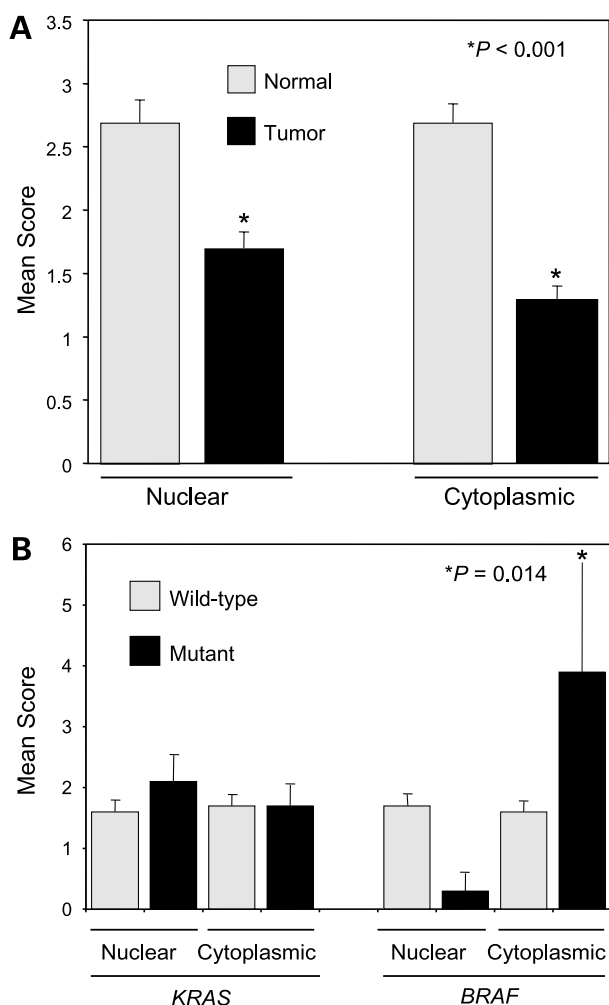 A
3.5
3
2.5
2
1.5
1
0.5
0
Mean Score
Normal
Tumor
*P < 0.001
*
*
Nuclear Cytoplasmic
B
6
5
4
3
2
1
0
Mean Score
Wild-type
Mutant
*P = 0.014
*
Nuclear Cytoplasmic Nuclear Cytoplasmic
KRAS BRAF